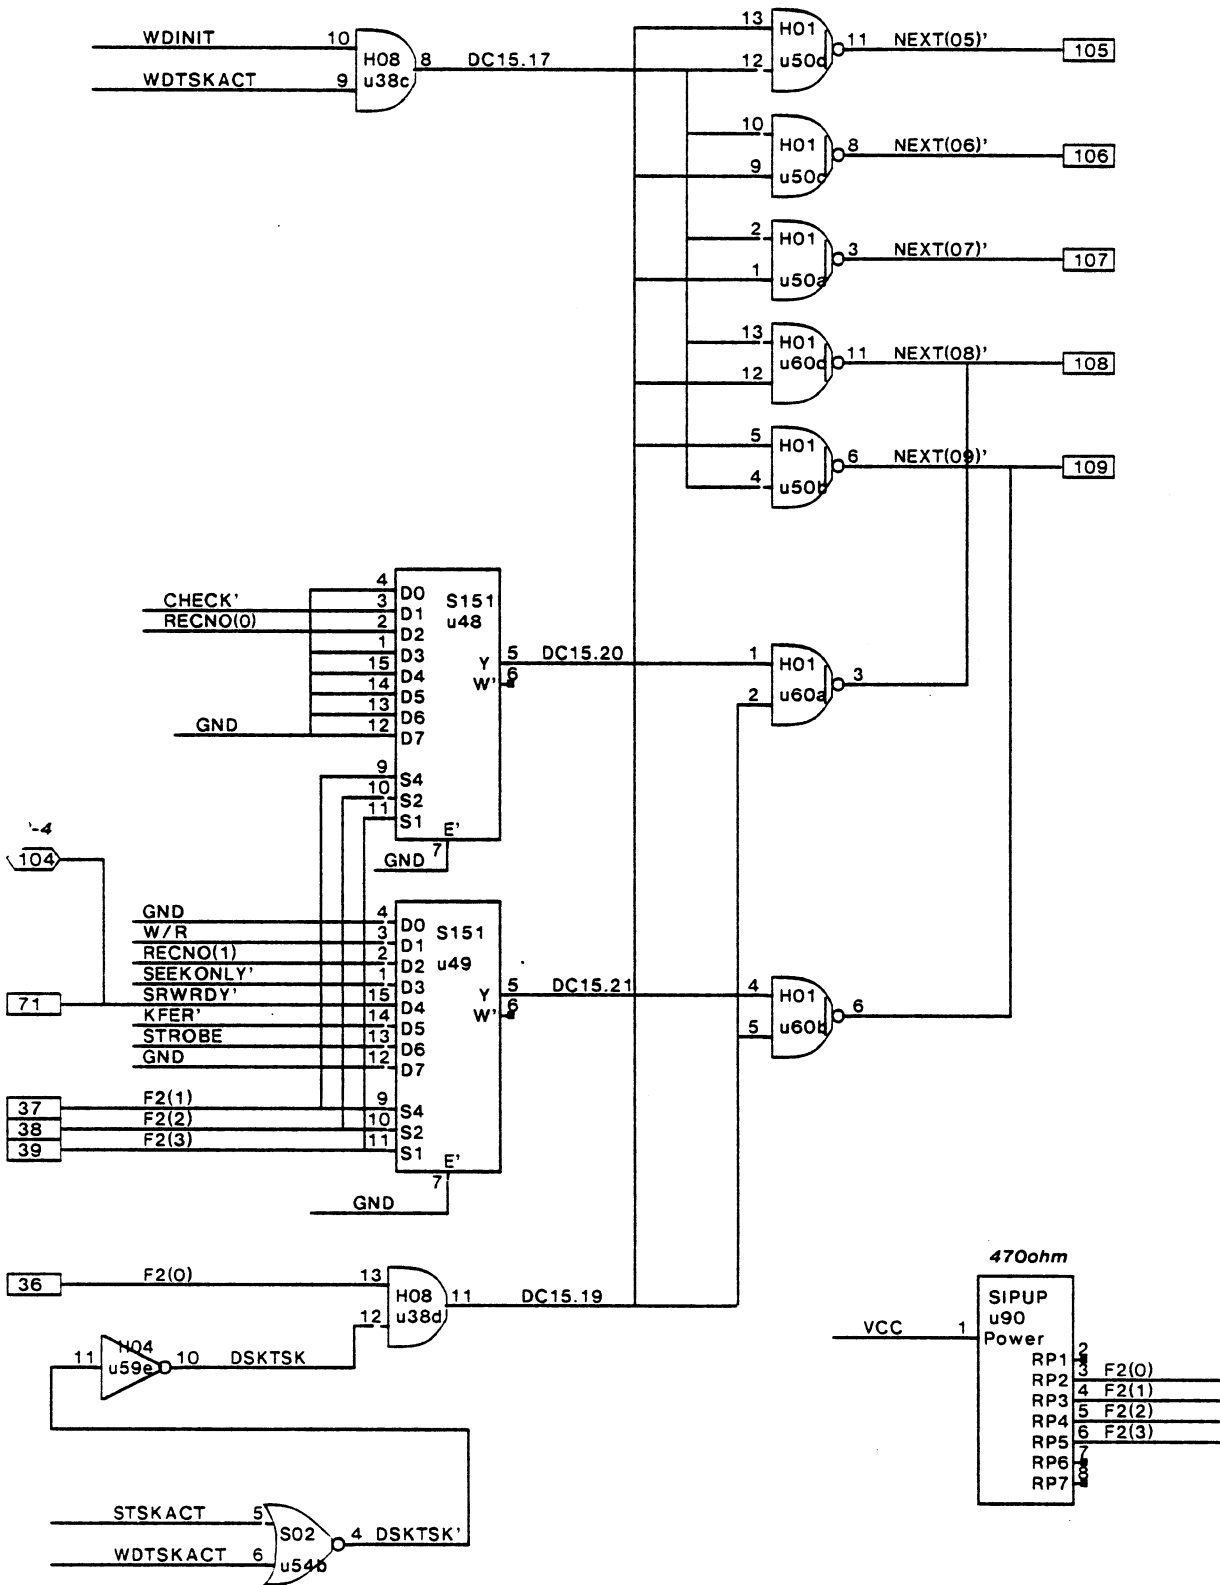 WDINIT 10
WDTSKACT 9
H08 8 DC15.17
u38c
13 H01 11 NEXT(05)' 105
12 u50d
10 H01 8 NEXT(06)' 106
9 u50c
2 H01 3 NEXT(07)' 107
1 u50a
13 H01 11 NEXT(08)' 108
12 u60d
5 H01 6 NEXT(09)' 109
4 u50b
4 D0 S151
CHECK' 3 D1 u48
RECNO(0) 2 D2
1 D3
15 D4
14 D5
13 D6
GND 12 D7
Y 5 DC15.20
W' 6
9 S4
10 S2
11 S1
E'
7
GND
1 H01 3
2 u60a
'-4
104
GND 4 D0 S151
W/R 3 D1
RECNO(1) 2 D2 u49
SEEKONLY' 1 D3
71 SRWRDY' 15 D4
KFER' 14 D5
STROBE 13 D6
GND 12 D7
Y 5 DC15.21
W' 6
37 F2(1) 9 S4
38 F2(2) 10 S2
39 F2(3) 11 S1
E'
7
GND
4 H01 6
5 u60b
36 F2(0) 13 H08 11 DC15.19
12 u38d
11 H04 10 DSKTSK
u59e
STSKACT 5 S02 4 DSKTSK'
WDTSKACT 6 u54b
470ohm
SIPUP
u90
VCC 1 Power
RP1 2
RP2 3 F2(0)
RP3 4 F2(1)
RP4 5 F2(2)
RP5 6 F2(3)
RP6 7
RP7 8